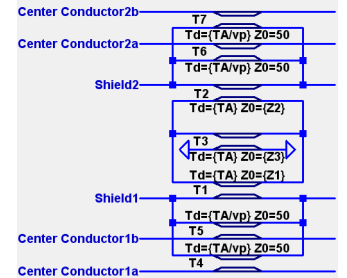 Center Conductor2b
T7
Td={TA/vp} Z0=50
Center Conductor2a
T6
Td={TA/vp} Z0=50
Shield2
T2
Td={TA} Z0={Z2}
T3
Td={TA} Z0={Z3}
Td={TA} Z0={Z1}
T1
Shield1
Td={TA/vp} Z0=50
T5
Center Conductor1b
Td={TA/vp} Z0=50
T4
Center Conductor1a